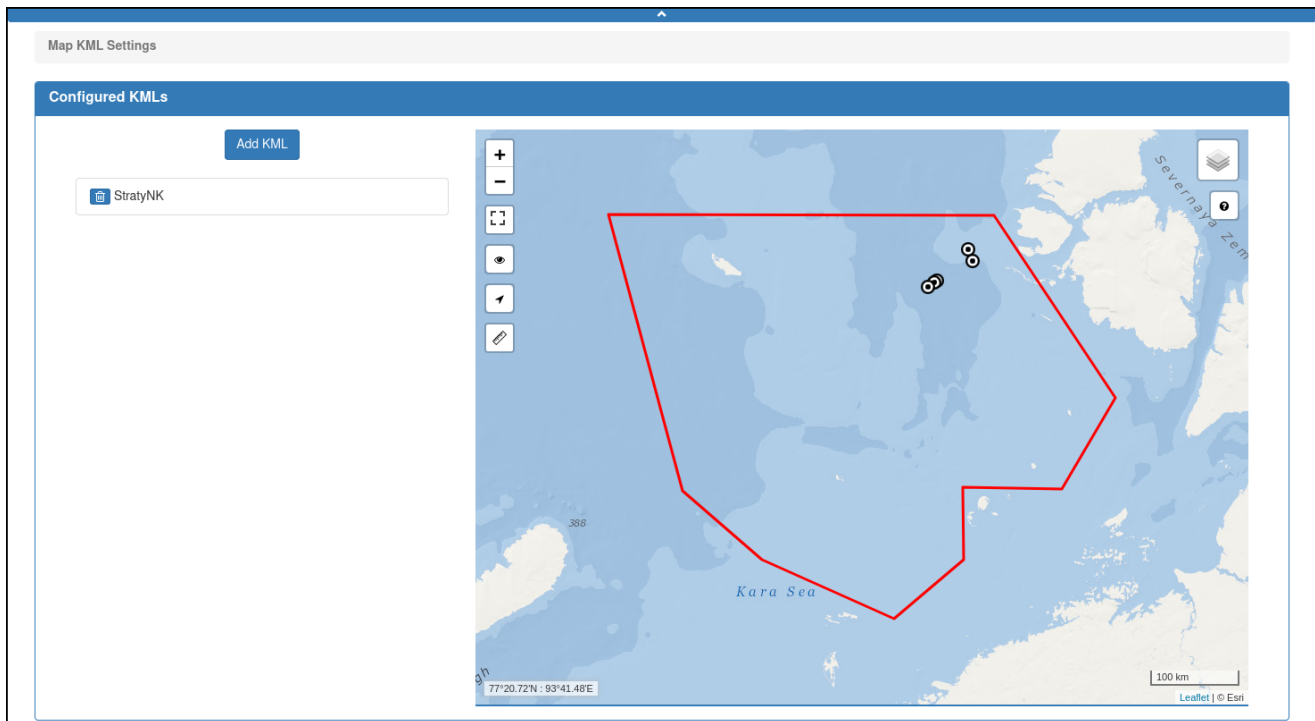 Map KML Settings
Configured KMLs
Add KML
StratyNK
+
−
Severnaya Zem
388
Kara Sea
gh
77°20.72'N : 93°41.48'E
100 km
Leaflet | © Esri